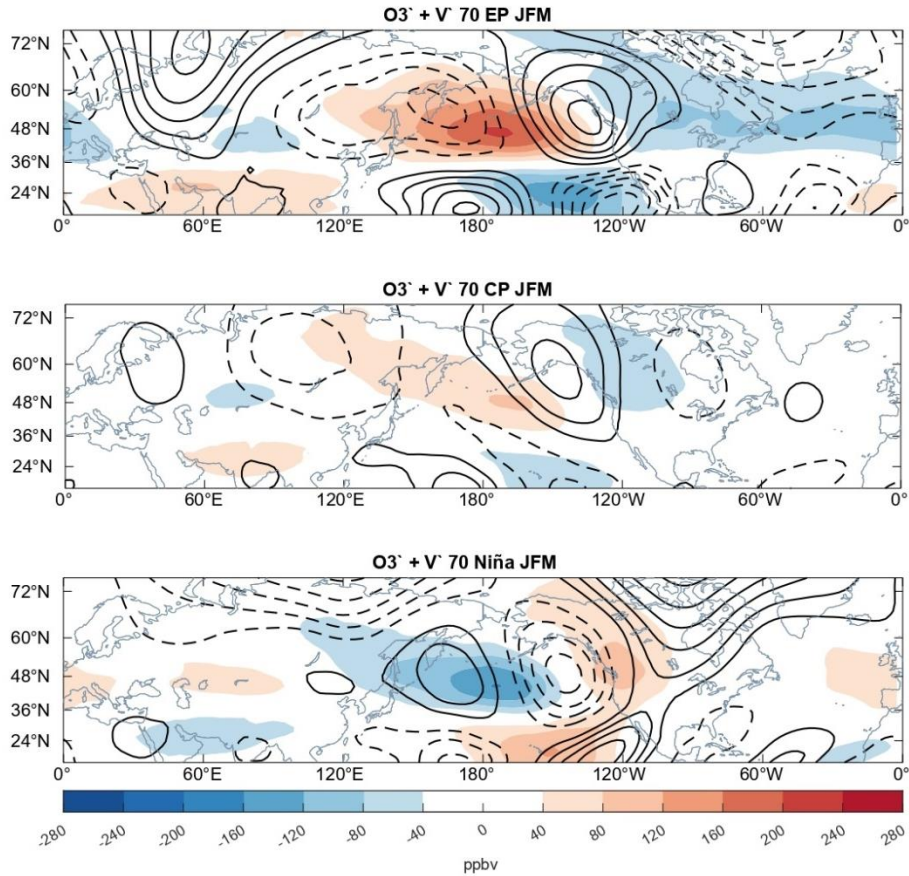 O3` + V` 70 EP JFM
72°N
60°N
48°N
36°N
24°N
0° 60°E 120°E 180° 120°W 60°W 0°
O3` + V` 70 CP JFM
72°N
60°N
48°N
36°N
24°N
0° 60°E 120°E 180° 120°W 60°W 0°
O3` + V` 70 Niña JFM
72°N
60°N
48°N
36°N
24°N
0° 60°E 120°E 180° 120°W 60°W 0°
-280 -240 -200 -160 -120 -80 -40 0 40 80 120 160 200 240 280
ppbv